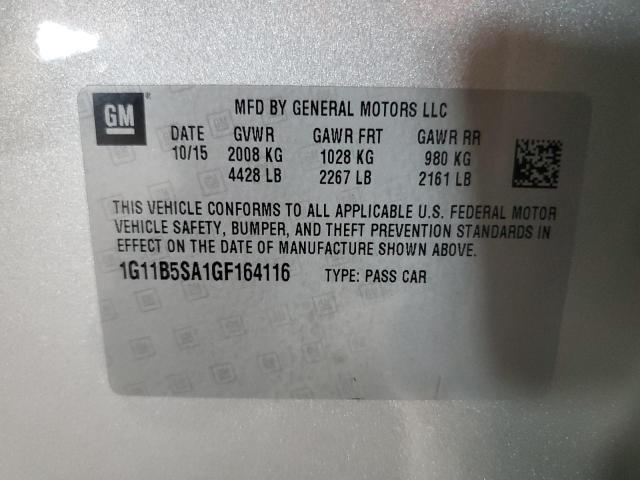 GM
MFD BY GENERAL MOTORS LLC
DATE GVWR GAWR FRT GAWR RR
10/15 2008 KG 1028 KG 980 KG
4428 LB 2267 LB 2161 LB
THIS VEHICLE CONFORMS TO ALL APPLICABLE U.S. FEDERAL MOTOR
VEHICLE SAFETY, BUMPER, AND THEFT PREVENTION STANDARDS IN
EFFECT ON THE DATE OF MANUFACTURE SHOWN ABOVE.
1G11B5SA1GF164116 TYPE: PASS CAR